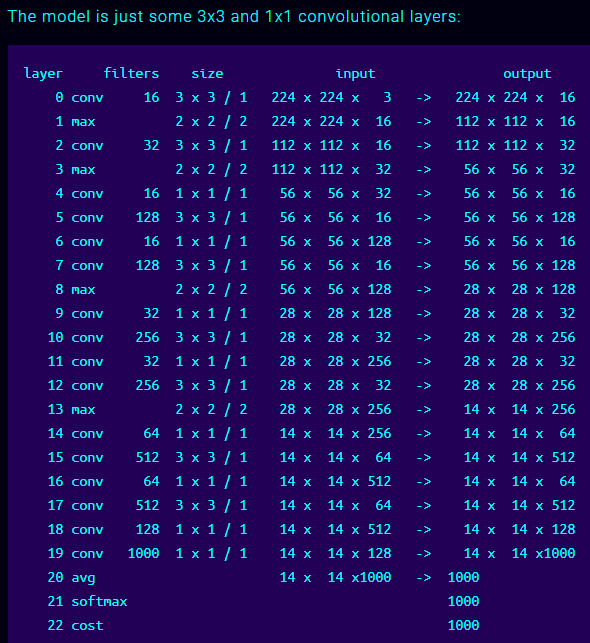 The model is just some 3x3 and 1x1 convolutional layers:
layer     filters    size              input                output
    0 conv     16  3 x 3 / 1   224 x 224 x   3   ->   224 x 224 x  16
    1 max          2 x 2 / 2   224 x 224 x  16   ->   112 x 112 x  16
    2 conv     32  3 x 3 / 1   112 x 112 x  16   ->   112 x 112 x  32
    3 max          2 x 2 / 2   112 x 112 x  32   ->    56 x  56 x  32
    4 conv     16  1 x 1 / 1    56 x  56 x  32   ->    56 x  56 x  16
    5 conv    128  3 x 3 / 1    56 x  56 x  16   ->    56 x  56 x 128
    6 conv     16  1 x 1 / 1    56 x  56 x 128   ->    56 x  56 x  16
    7 conv    128  3 x 3 / 1    56 x  56 x  16   ->    56 x  56 x 128
    8 max          2 x 2 / 2    56 x  56 x 128   ->    28 x  28 x 128
    9 conv     32  1 x 1 / 1    28 x  28 x 128   ->    28 x  28 x  32
   10 conv    256  3 x 3 / 1    28 x  28 x  32   ->    28 x  28 x 256
   11 conv     32  1 x 1 / 1    28 x  28 x 256   ->    28 x  28 x  32
   12 conv    256  3 x 3 / 1    28 x  28 x  32   ->    28 x  28 x 256
   13 max          2 x 2 / 2    28 x  28 x 256   ->    14 x  14 x 256
   14 conv     64  1 x 1 / 1    14 x  14 x 256   ->    14 x  14 x  64
   15 conv    512  3 x 3 / 1    14 x  14 x  64   ->    14 x  14 x 512
   16 conv     64  1 x 1 / 1    14 x  14 x 512   ->    14 x  14 x  64
   17 conv    512  3 x 3 / 1    14 x  14 x  64   ->    14 x  14 x 512
   18 conv    128  1 x 1 / 1    14 x  14 x 512   ->    14 x  14 x 128
   19 conv   1000  1 x 1 / 1    14 x  14 x 128   ->    14 x  14 x1000
   20 avg                       14 x  14 x1000   ->  1000
   21 softmax                                        1000
   22 cost                                           1000